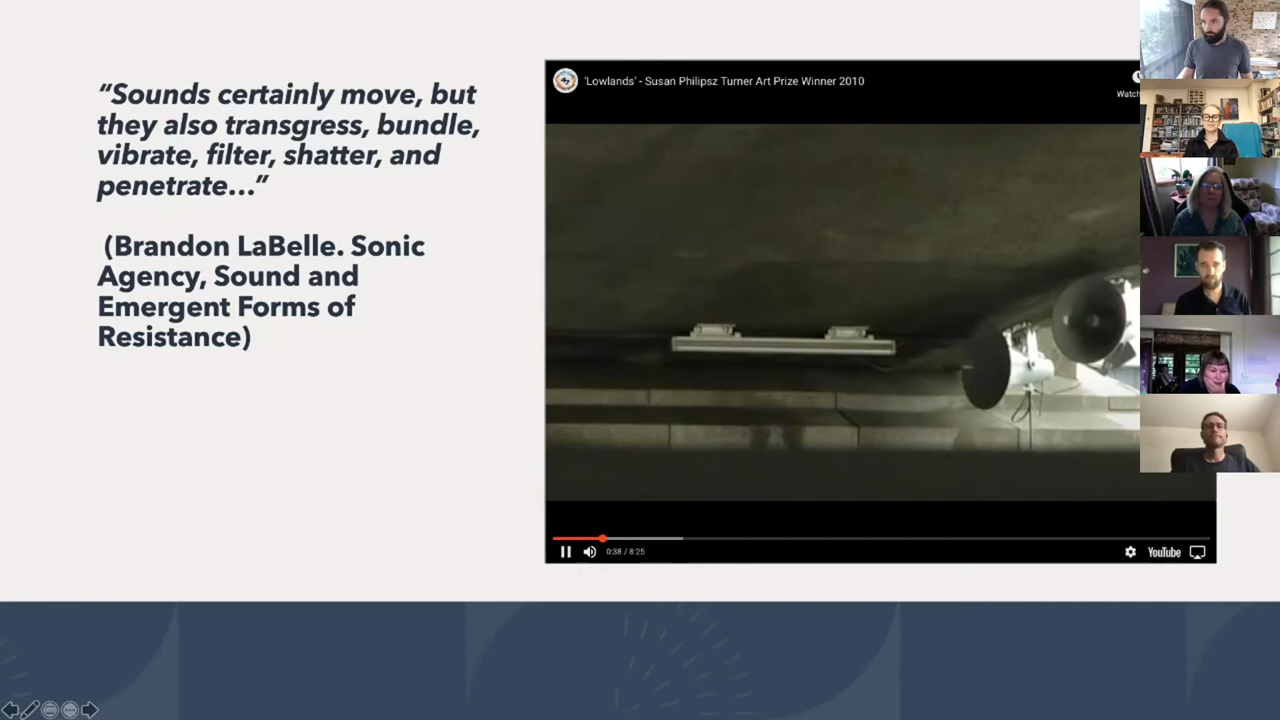 “Sounds certainly move, but
they also transgress, bundle,
vibrate, filter, shatter, and
penetrate…”
(Brandon LaBelle. Sonic
Agency, Sound and
Emergent Forms of
Resistance)
'Lowlands' - Susan Philipsz Turner Art Prize Winner 2010
Watch
0:38 / 8:25
YouTube